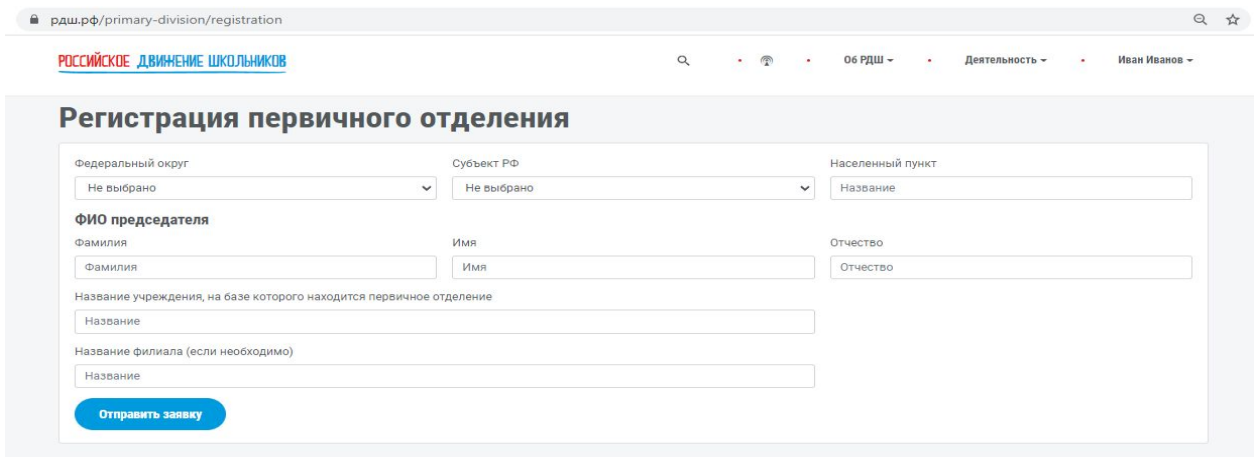 рдш.рф/primary-division/registration
РОССИЙСКОЕ ДВИЖЕНИЕ ШКОЛЬНИКОВ Об РДШ Деятельность Иван Иванов
Регистрация первичного отделения
Федеральный округ Субъект РФ Населенный пункт
Не выбрано Не выбрано Название
ФИО председателя
Фамилия Имя Отчество
Фамилия Имя Отчество
Название учреждения, на базе которого находится первичное отделение
Название
Название филиала (если необходимо)
Название
Отправить заявку